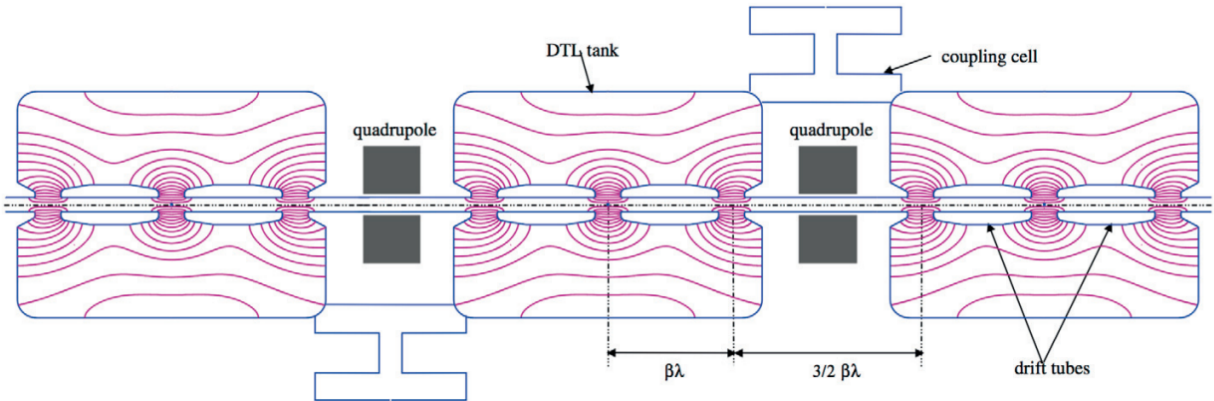 DTL tank
coupling cell
quadrupole
quadrupole
βλ
3/2 βλ
drift tubes